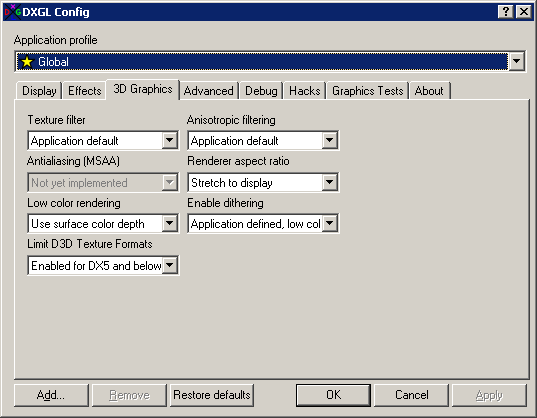 DXGL Config
Application profile
Global
Display Effects 3D Graphics Advanced Debug Hacks Graphics Tests About
Texture filter Anisotropic filtering
Application default Application default
Antialiasing (MSAA) Renderer aspect ratio
Not yet implemented Stretch to display
Low color rendering Enable dithering
Use surface color depth Application defined, low col
Limit D3D Texture Formats
Enabled for DX5 and below
Add... Remove Restore defaults OK Cancel Apply